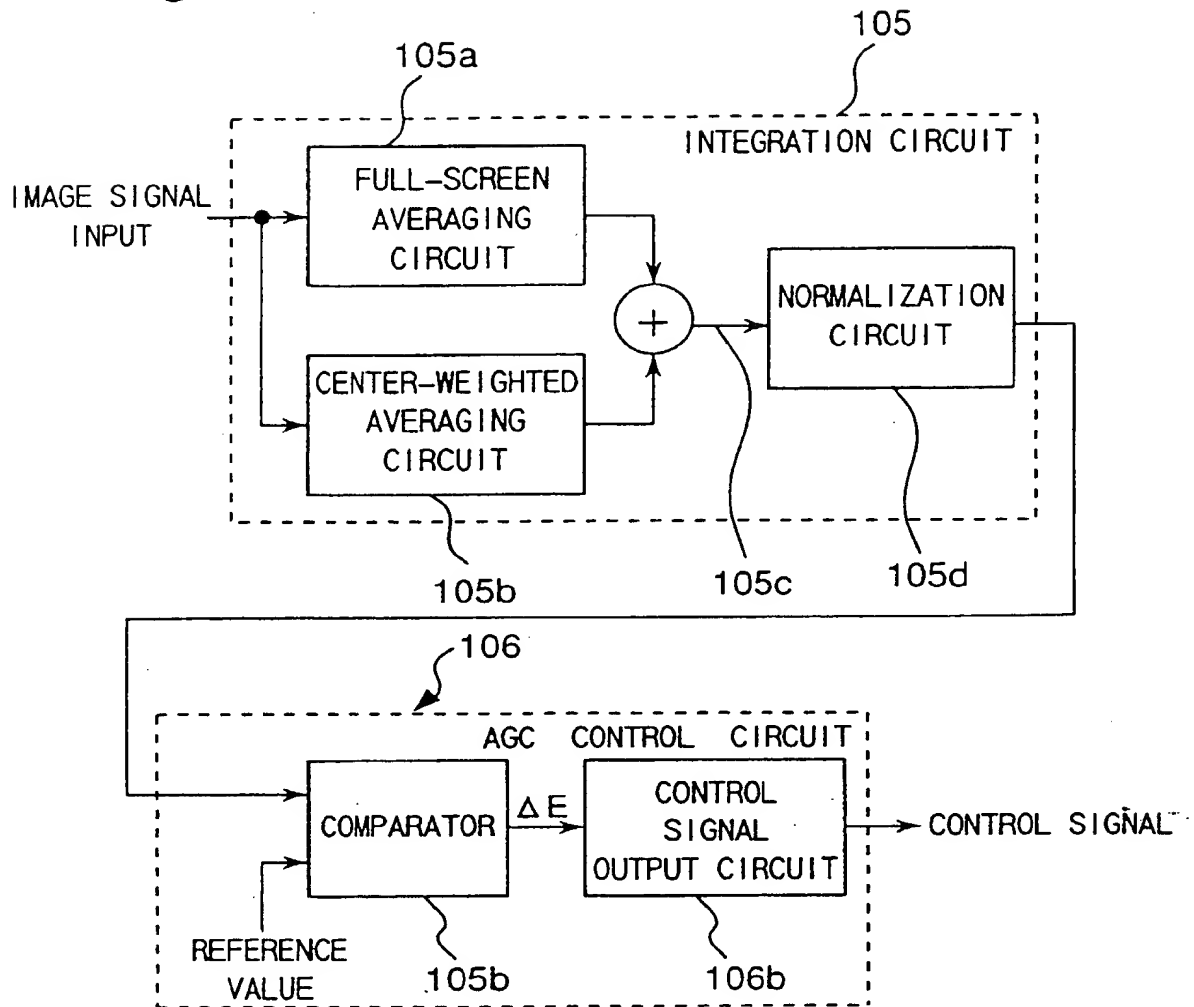 105
105a
INTEGRATION CIRCUIT
IMAGE SIGNAL
INPUT
FULL-SCREEN
AVERAGING
CIRCUIT
+
NORMALIZATION
CIRCUIT
CENTER-WEIGHTED
AVERAGING
CIRCUIT
105b
105c
105d
106
AGC CONTROL CIRCUIT
COMPARATOR
ΔE
CONTROL
SIGNAL
OUTPUT CIRCUIT
CONTROL SIGNAL
REFERENCE
VALUE
105b
106b